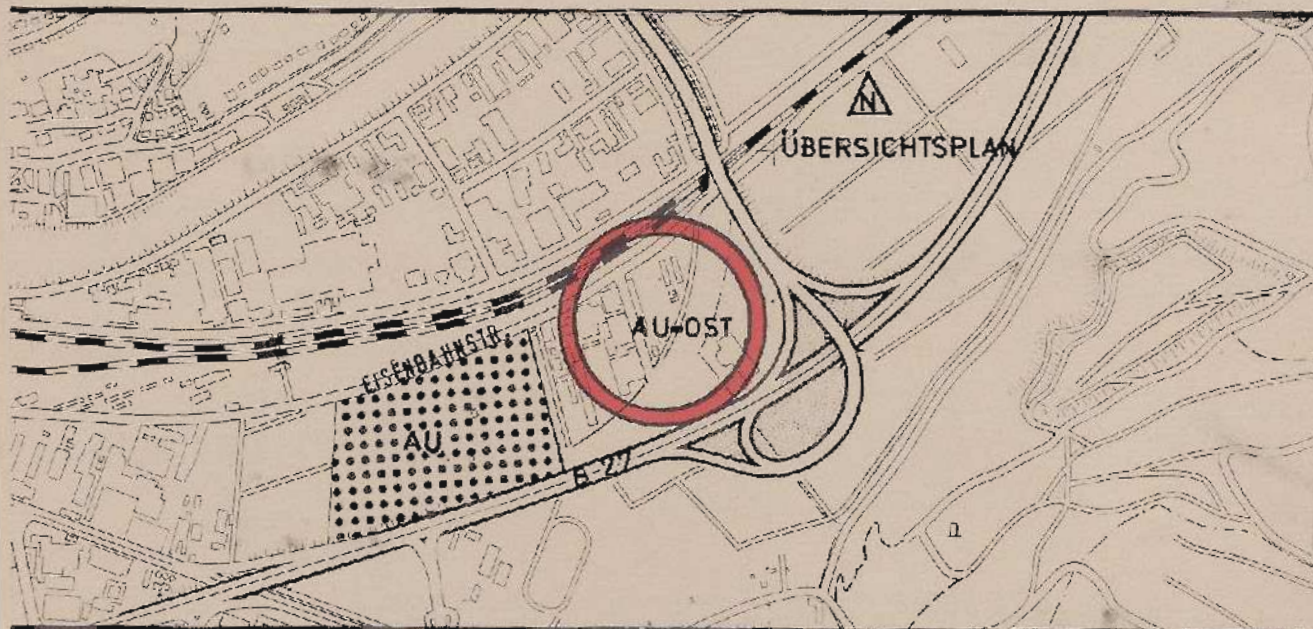 N
ÜBERSICHTSPLAN
AU-OST
EISENBAHNSTR.
AU
B-27